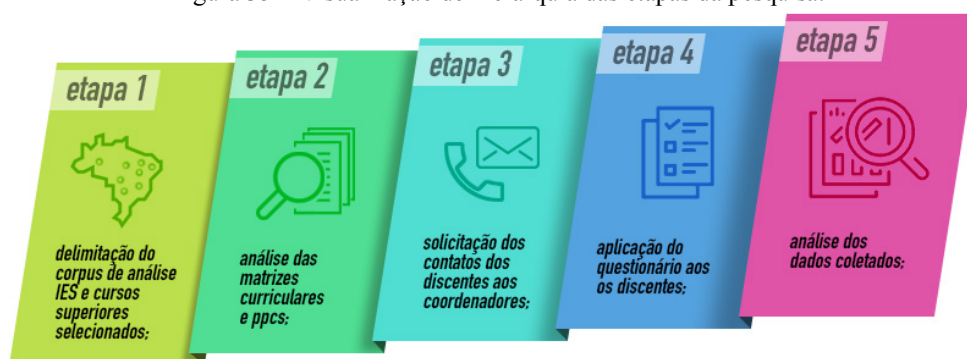 etapa 1
delimitação do
corpus de análise
IES e cursos
superiores
selecionados;
etapa 2
análise das
matrizes
curriculares
e ppcs;
etapa 3
solicitação dos
contatos dos
discentes aos
coordenadores;
etapa 4
aplicação do
questionário aos
os discentes;
etapa 5
análise dos
dados coletados;